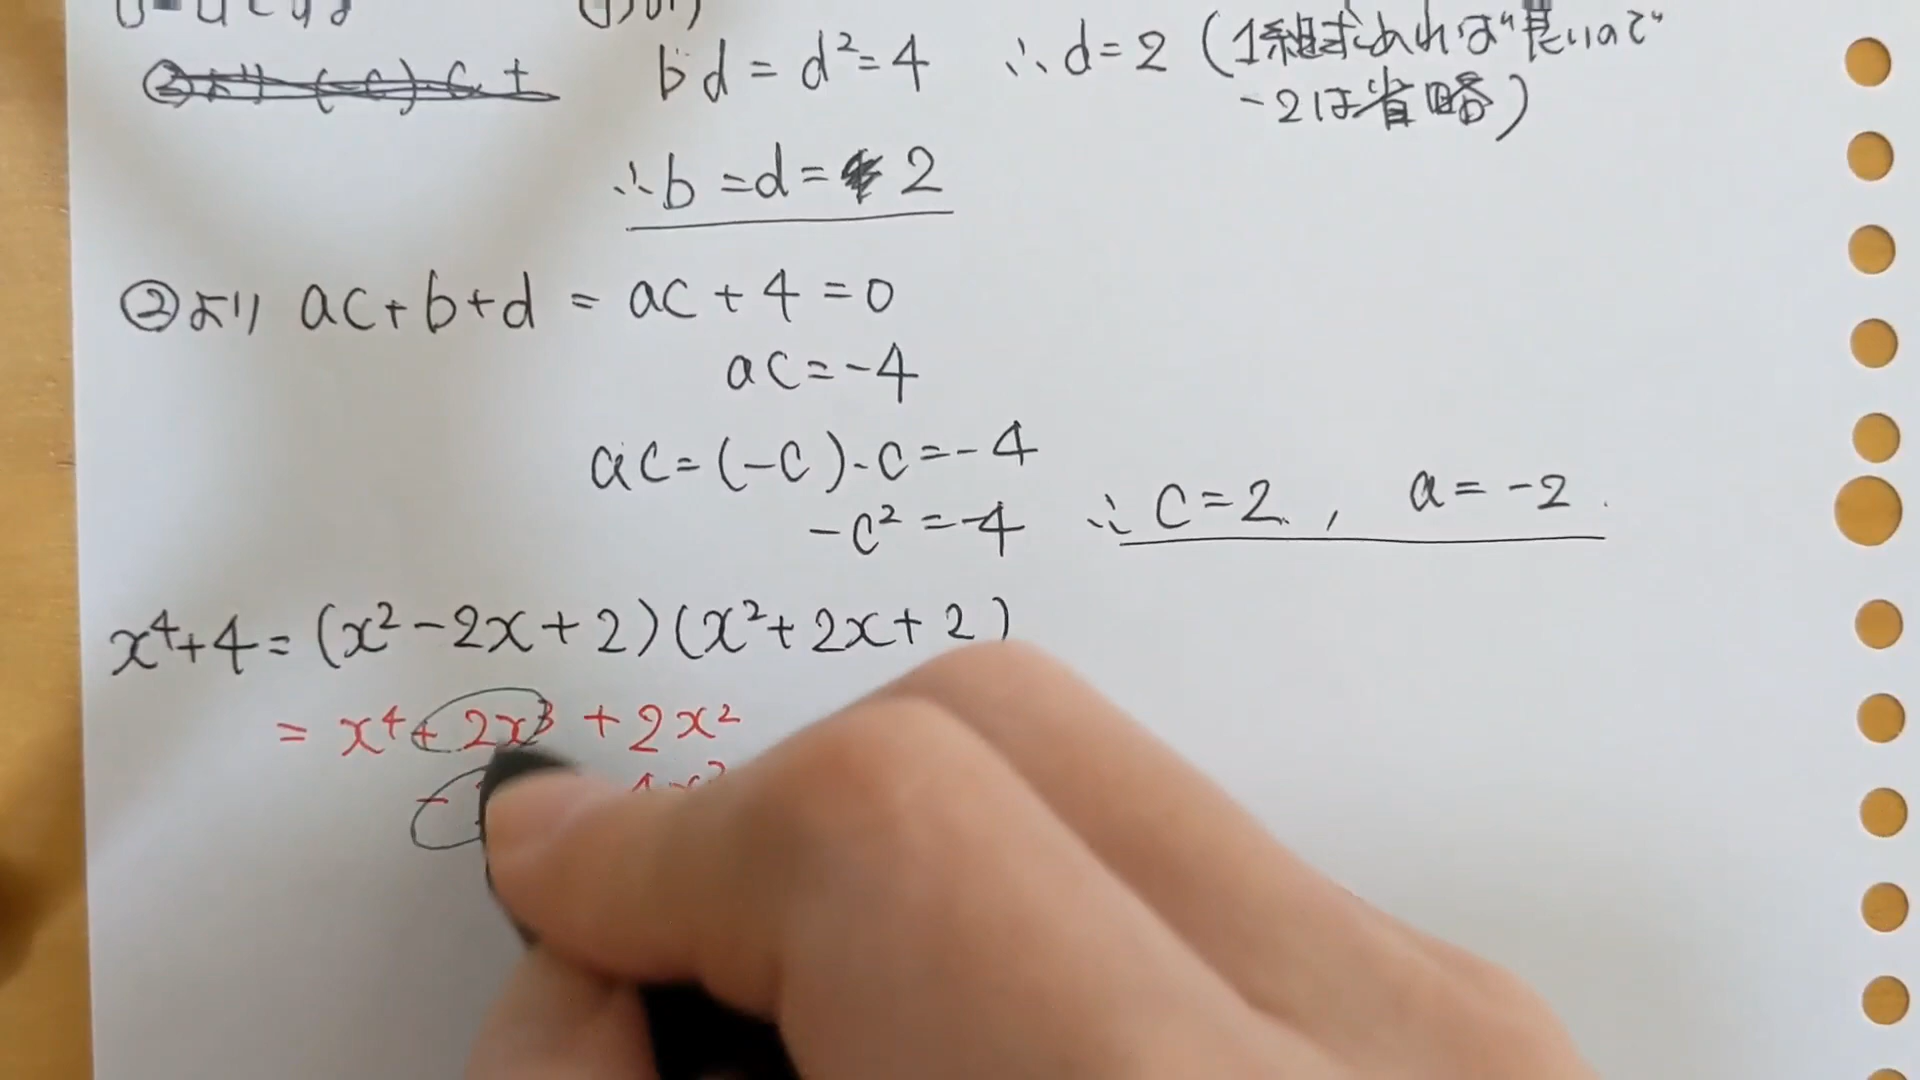 bd = d² = 4 ∴ d = 2 (1組求めれば良いので
-2は省略)
∴ b = d = 2
②より ac + b + d = ac + 4 = 0
ac = -4
ac = (-c)・c = -4
-c² = -4 ∴ c = 2, a = -2
x⁴ + 4 = (x² - 2x + 2)(x² + 2x + 2)
= x⁴ + 2x³ + 2x²
-